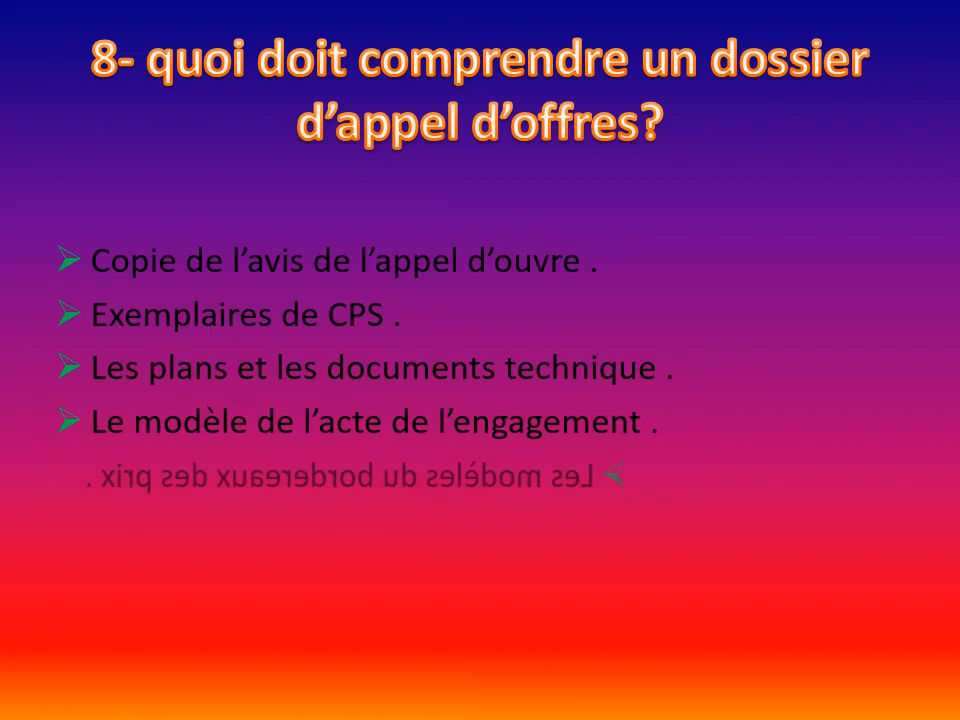 8- quoi doit comprendre un dossier
d’appel d’offres?
Copie de l’avis de l’appel d’ouvre .
Exemplaires de CPS .
Les plans et les documents technique .
Le modèle de l’acte de l’engagement .
Les modèles du bordereaux des prix .